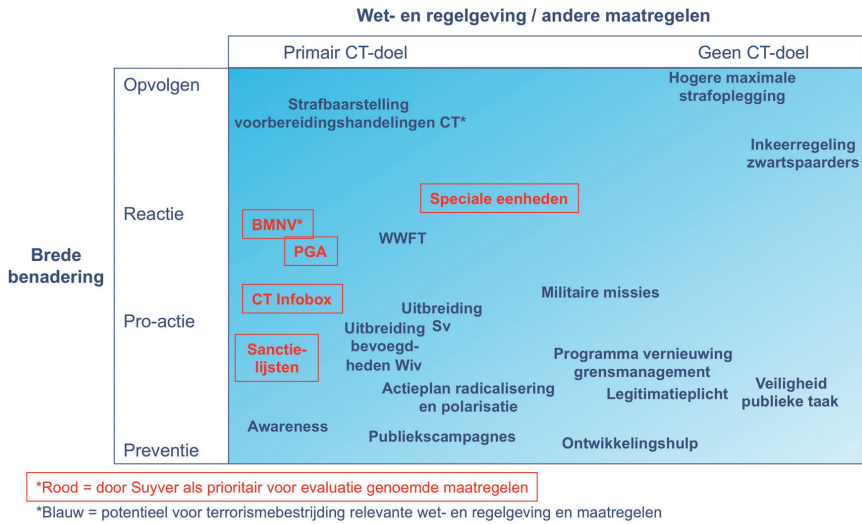 Wet- en regelgeving / andere maatregelen
Primair CT-doel
Geen CT-doel
Brede
benadering
Opvolgen
Reactie
Pro-actie
Preventie
Hogere maximale
strafoplegging
Strafbaarstelling
voorbereidingshandelingen CT*
Inkeerregeling
zwartspaarders
Speciale eenheden
BMNV*
PGA
WWFT
CT Infobox
Militaire missies
Uitbreiding
Sv
Uitbreiding
bevoegd-
heden Wiv
Sanctie-
lijsten
Programma vernieuwing
grensmanagement
Actieplan radicalisering
en polarisatie
Legitimatieplicht
Veiligheid
publieke taak
Awareness
Publiekscampagnes
Ontwikkelingshulp
*Rood = door Suyver als prioritair voor evaluatie genoemde maatregelen
*Blauw = potentieel voor terrorismebestrijding relevante wet- en regelgeving en maatregelen